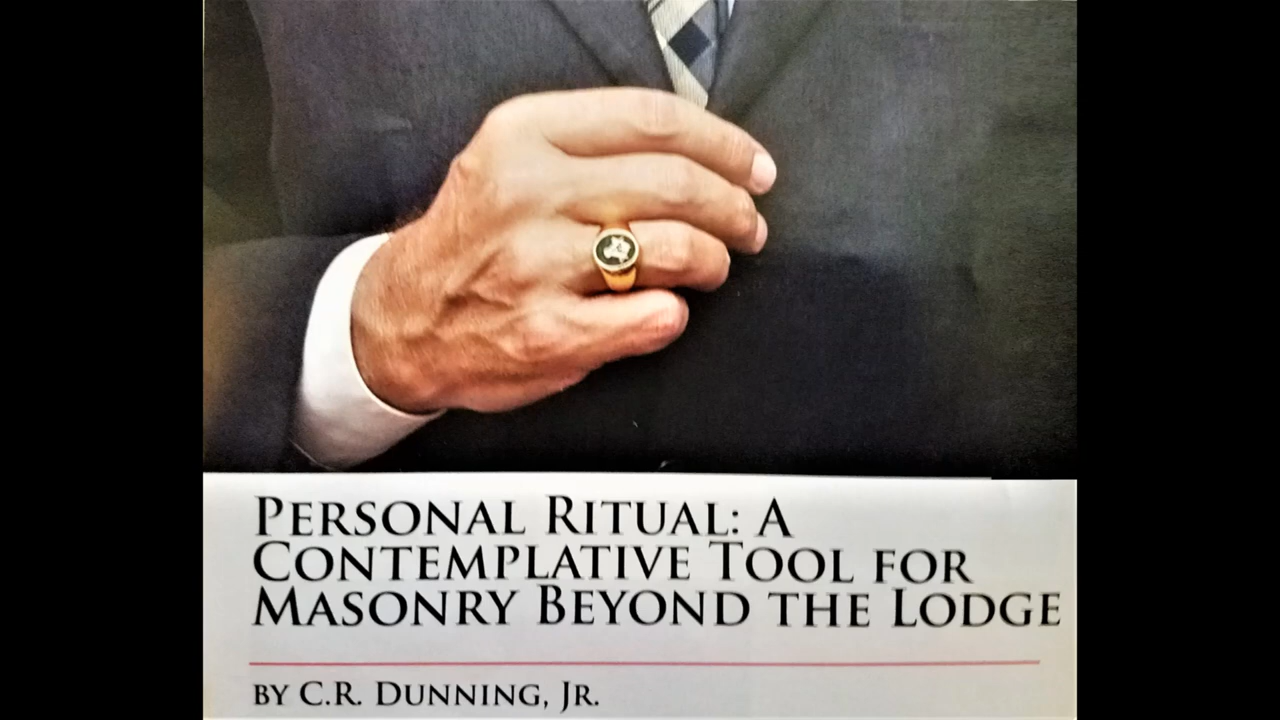 Personal Ritual: A
Contemplative Tool for
Masonry Beyond the Lodge
by C.R. Dunning, Jr.